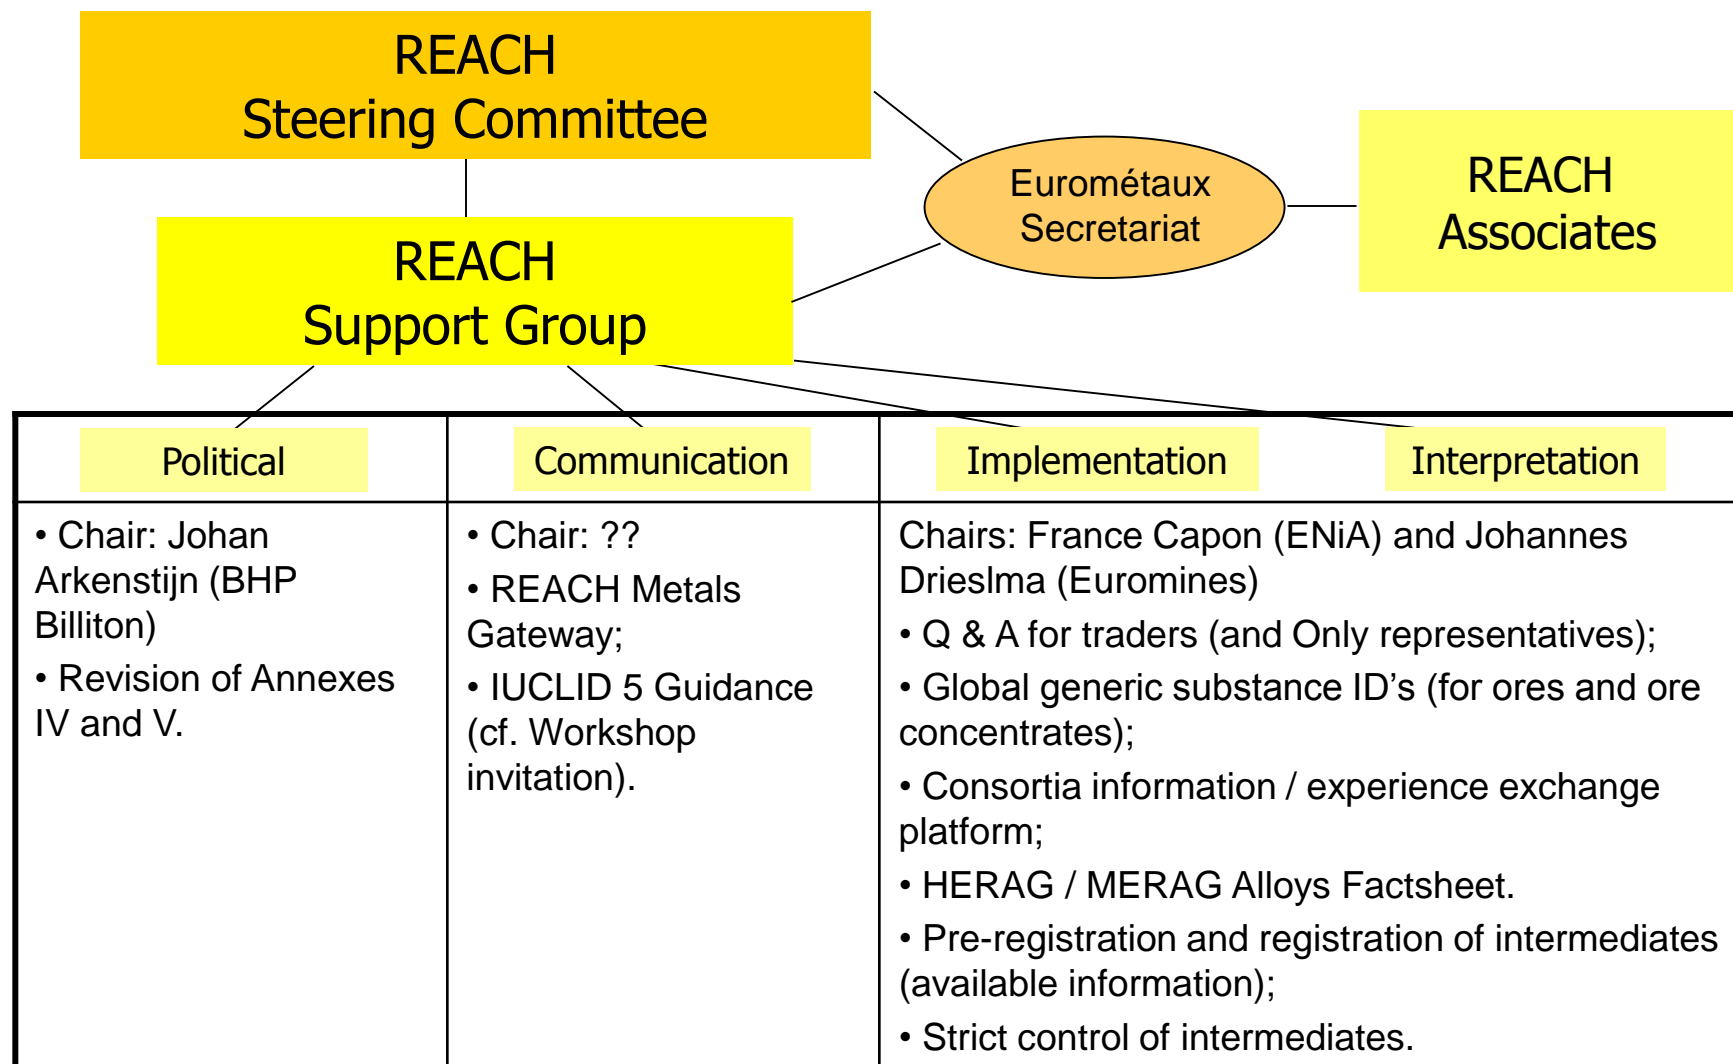 REACH
Steering Committee
Eurométaux
Secretariat
REACH
Associates
REACH
Support Group
Political
Communication
Implementation
Interpretation
• Chair: Johan
Arkenstijn (BHP
Billiton)
• Revision of Annexes
IV and V.
• Chair: ??
• REACH Metals
Gateway;
• IUCLID 5 Guidance
(cf. Workshop
invitation).
Chairs: France Capon (ENiA) and Johannes
Drieslma (Euromines)
• Q & A for traders (and Only representatives);
• Global generic substance ID’s (for ores and ore
concentrates);
• Consortia information / experience exchange
platform;
• HERAG / MERAG Alloys Factsheet.
• Pre-registration and registration of intermediates
(available information);
• Strict control of intermediates.